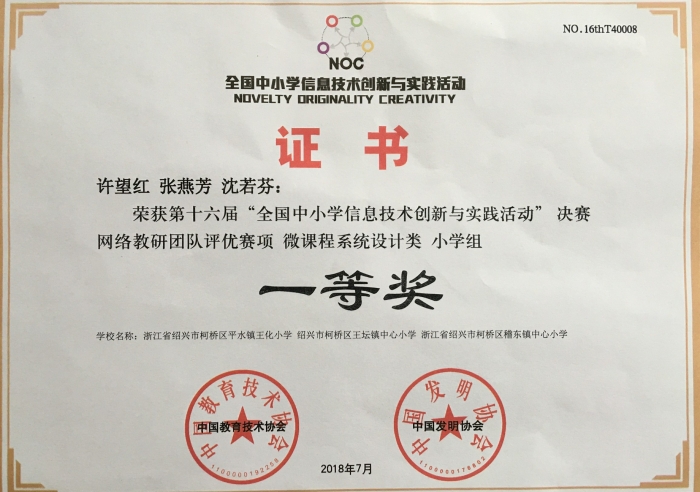 NO.16thT40008
NOC
全国中小学信息技术创新与实践活动
NOVELTY ORIGINALITY CREATIVITY
证 书
许望红 张燕芳 沈若芬：
荣获第十六届“全国中小学信息技术创新与实践活动” 决赛
网络教研团队评优赛项 微课程系统设计类 小学组
一等奖
学校名称：浙江省绍兴市柯桥区平水镇王化小学 绍兴市柯桥区王坛镇中心小学 浙江省绍兴市柯桥区稽东镇中心小学
中国教育技术协会
中国教育技术协会
1100000192259
中国发明协会
中国发明协会
2018年7月